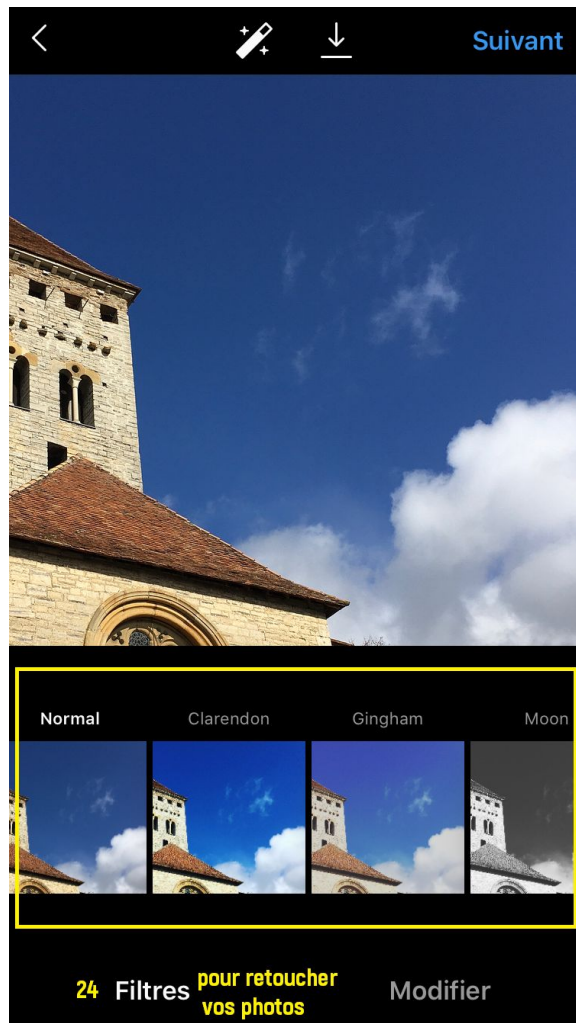 Suivant
Normal Clarendon Gingham Moon
24 Filtres pour retoucher Modifier
vos photos